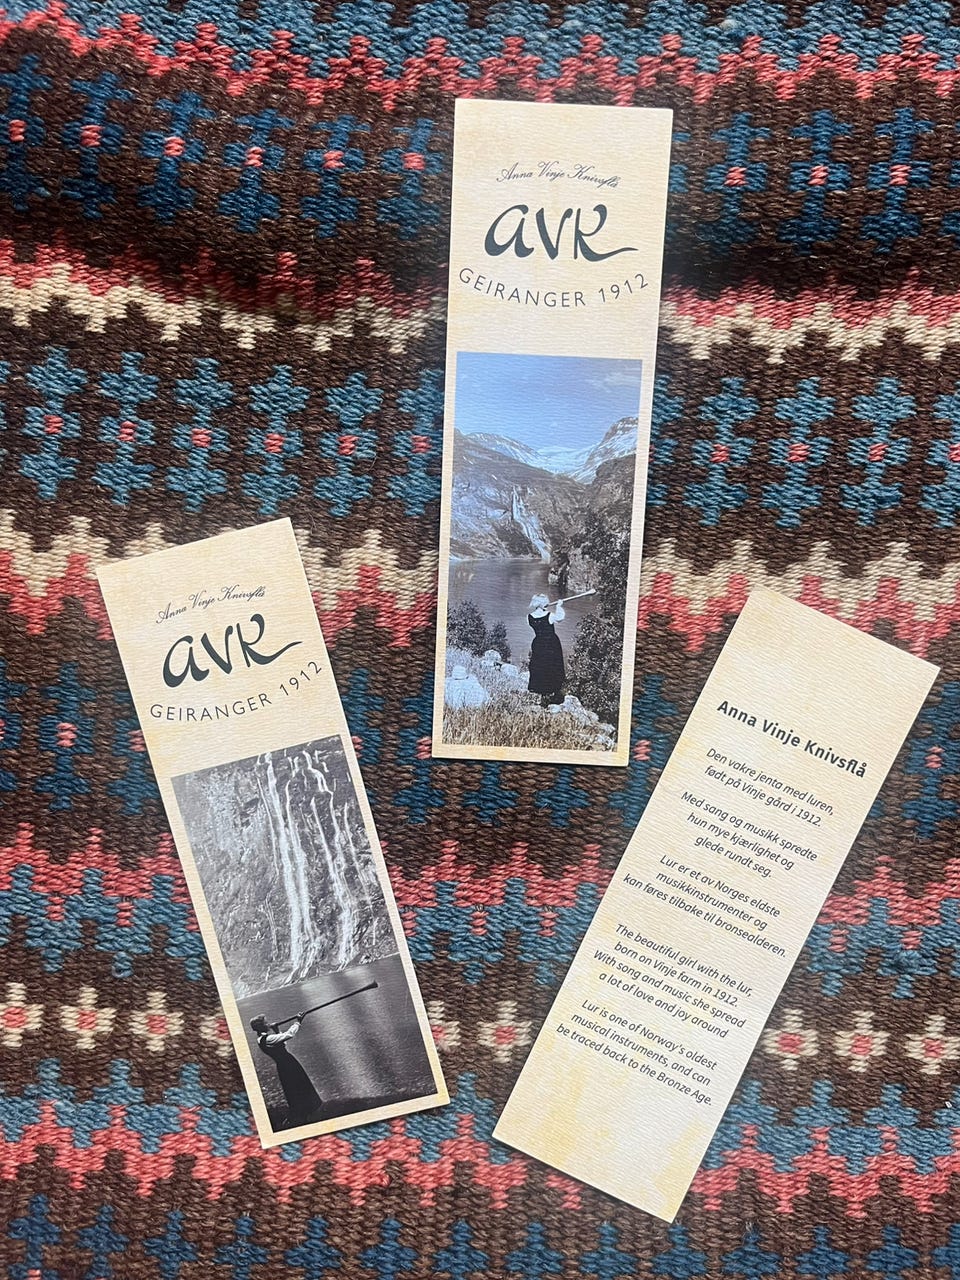 Anna Vinje Knivsflå
avk
GEIRANGER 1912
Anna Vinje Knivsflå
avk
GEIRANGER 1912
Anna Vinje Knivsflå
Den vakre jenta med luren,
født på Vinje gård i 1912.
Med sang og musikk spredte
hun mye kjærlighet og
glede rundt seg.
Lur er et av Norges eldste
musikkinstrumenter og
kan føres tilbake til bronsealderen.
The beautiful girl with the lur,
born on Vinje farm in 1912.
With song and music she spread
a lot of love and joy around
Lur is one of Norway's oldest
musical instruments, and can
be traced back to the Bronze Age.